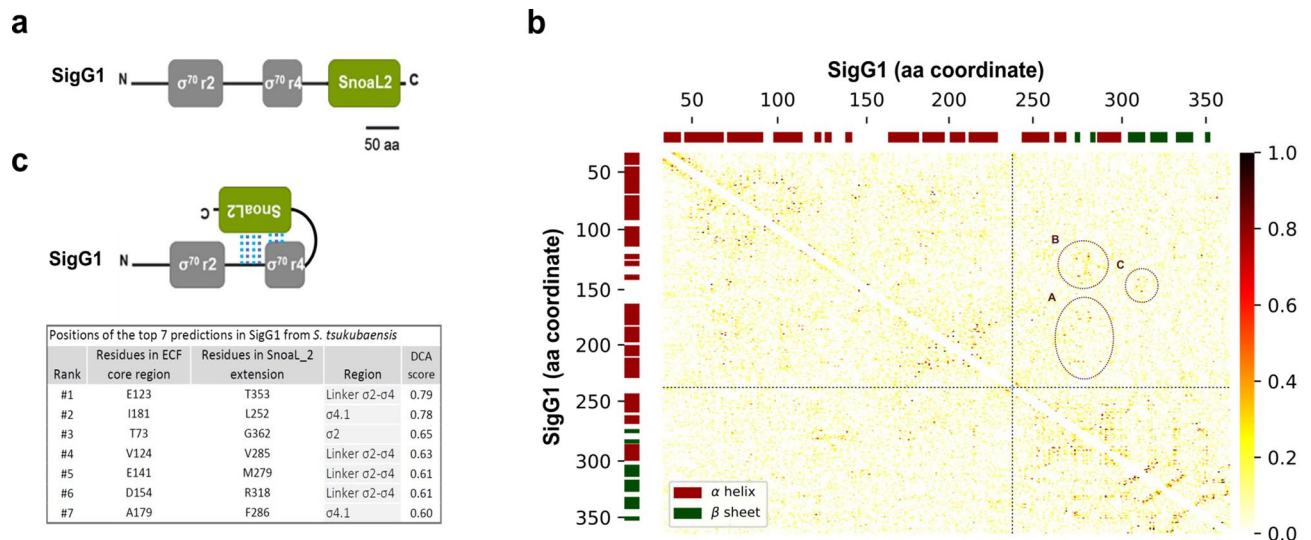 a
SigG1
N
σ⁷⁰ r2
σ⁷⁰ r4
SnoaL2
C
50 aa
c
C
SnoaL2
SigG1
N
σ⁷⁰ r2
σ⁷⁰ r4
Positions of the top 7 predictions in SigG1 from S. tsukubaensis
Rank Residues in ECF core region Residues in SnoaL_2 extension Region DCA score
#1 E123 T353 Linker σ2-σ4 0.79
#2 I181 L252 σ4.1 0.78
#3 T73 G362 σ2 0.65
#4 V124 V285 Linker σ2-σ4 0.63
#5 E141 M279 Linker σ2-σ4 0.61
#6 D154 R318 Linker σ2-σ4 0.61
#7 A179 F286 σ4.1 0.60
b
SigG1 (aa coordinate)
50 100 150 200 250 300 350
SigG1 (aa coordinate)
50
100
150
200
250
300
350
B
C
A
α helix
β sheet
1.0
0.8
0.6
0.4
0.2
0.0